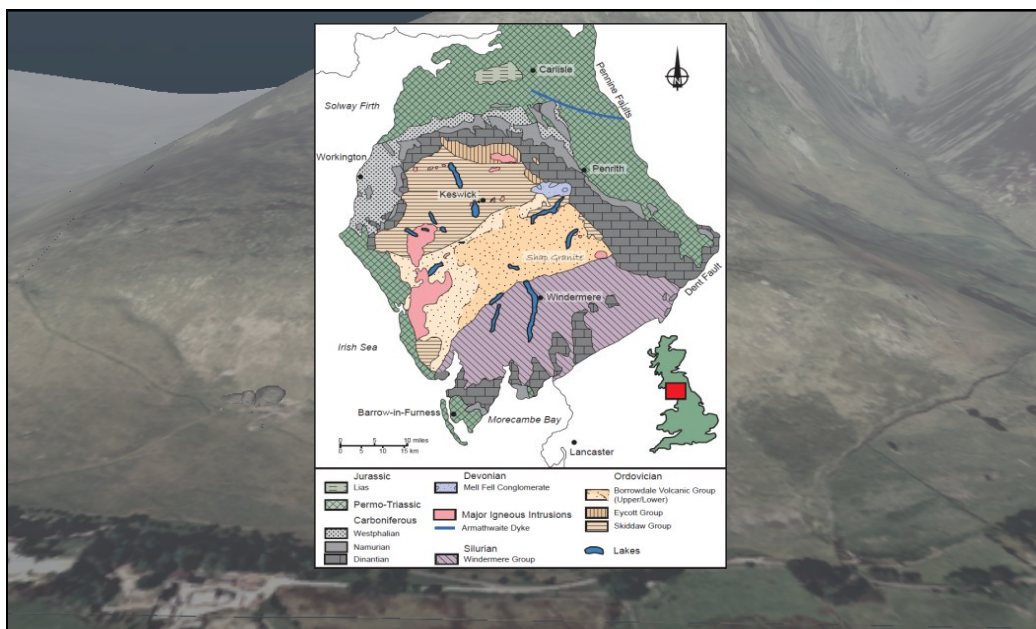 Carlisle
Pennine Faults
Solway Firth
Workington
Penrith
Keswick
Shap Granite
Dent Fault
Windermere
Irish Sea
Barrow-in-Furness
Morecambe Bay
0 5 10 miles
0 5 10 15 km
Lancaster
Jurassic
Lias
Permo-Triassic
Carboniferous
Westphalian
Namurian
Dinantian
Devonian
Mell Fell Conglomerate
Major Igneous Intrusions
Armathwaite Dyke
Silurian
Windermere Group
Ordovician
Borrowdale Volcanic Group
(Upper/Lower)
Eycott Group
Skiddaw Group
Lakes